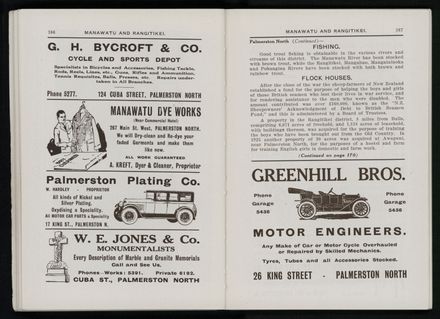 166 MANAWATU AND RANGITIKEI.
G. H. BYCROFT & CO.
CYCLE AND SPORTS DEPOT
Specialists in Bicycles and Accessories, Fishing Tackle,
Rods, Reels, Lines, etc., Guns, Rifles and Ammunition,
Tennis Requisites, Balls, Presses, etc. Repairs under-
taken in All Branches.
Phone 5277. 124 CUBA STREET, PALMERSTON NORTH
MANAWATU DYE WORKS
(Near Commercial Hotel)
267 Main St. West, PALMERSTON NORTH.
We will Dry-clean and Re-dye your
faded Garments and make them
like new.
ALL WORK GUARANTEED
A. KREFT, Dyer & Cleaner, Proprietor
Palmerston Plating Co.
W. HARDLEY - PROPRIETOR
All kinds of Nickel and
Silver Plating.
Oxydising a Speciality.
All MOTOR CAR PARTS a Speciality
17 KING ST., PALMERSTON N.
W. E. JONES & Co.
MONUMENTALISTS
Every Description of Marble and Granite Memorials
Call and See Us.
Phones—Works: 5391. Private 6192.
CUBA ST., PALMERSTON NORTH
MANAWATU AND RANGITIKEI. 167
Palmerston North (Continued)—
FISHING.
Good trout fishing is obtainable in the various rivers and
streams of this district. The Manawatu River has been stocked
with brown trout, while the Rangitikei, Hangahu, Mangatainoka
and Pohangina Rivers have been stocked with both brown and
rainbow trout.
FLOCK HOUSES.
After the close of the war the sheep-farmers of New Zealand
established a fund for the purpose of helping the boys and girls
of those British seamen who lost their lives in war service, and
for rendering assistance to the men who were disabled. The
amount contributed was over £100,000, known as the "N.Z.
Sheepowners' Acknowledgment of Debt to British Seamen
Fund," and this is administered by a Board of Trustees.
A property in the Rangitikei district, 8 miles from Bulls,
comprising 6,071 acres of freehold, and 1,124 acres of leasehold,
with buildings thereon, was acquired for the purpose of training
the boys who have been brought out from the Old Country. In
1925 another property of 30 acres was acquired at Awapuni,
near Palmerston North, for the purposes of a hostel and farm
for training English girls in domestic and farm work.
(Continued on page 170)
GREENHILL BROS.
Phone
Garage
5436
Phone
Garage
5436
MOTOR ENGINEERS.
Any Make of Car or Motor Cycle Overhauled
or Repaired by Skilled Mechanics.
Tyres, Tubes and all Accessories Stocked.
26 KING STREET - PALMERSTON NORTH